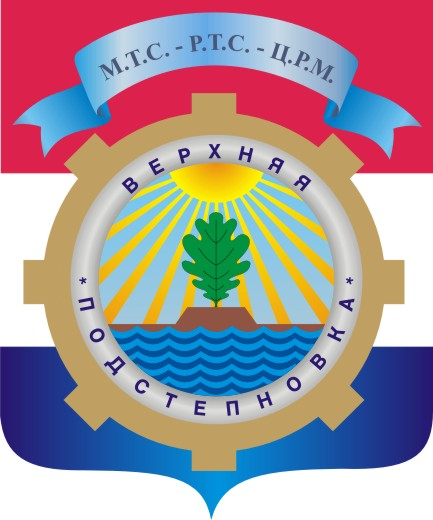 М.Т.С. - Р.Т.С. - Ц.Р.М.
ВЕРХНЯЯ
* ПОДСТЕПНОВКА *